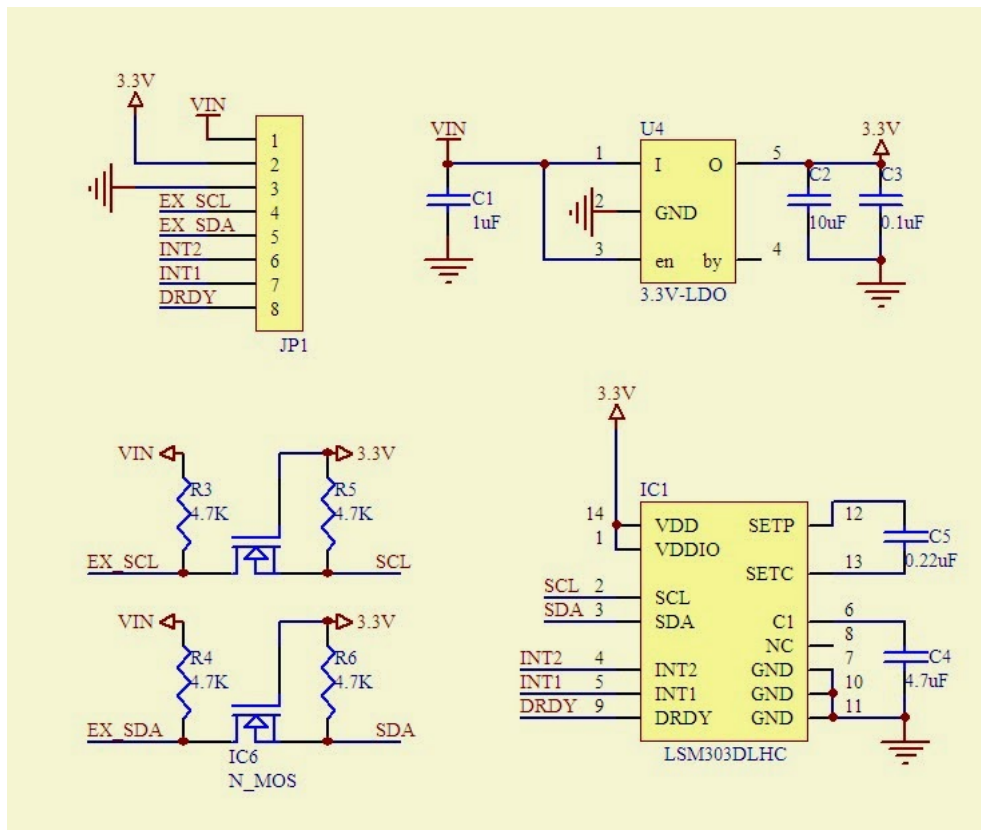 3.3V
VIN
1
2
3
EX_SCL 4
EX_SDA 5
INT2 6
INT1 7
DRDY 8
JP1
VIN
C1
1uF
U4
1 I O 5
2 GND
3 en by 4
3.3V-LDO
3.3V
C2
10uF
C3
0.1uF
VIN 3.3V
R3
4.7K
R5
4.7K
EX_SCL SCL
VIN 3.3V
R4
4.7K
R6
4.7K
EX_SDA SDA
IC6
N_MOS
3.3V
IC1
14 VDD SETP 12
1 VDDIO
SETC 13
SCL 2 SCL
SDA 3 SDA C1 6
NC 8
INT2 4 INT2 GND 7
INT1 5 INT1 GND 10
DRDY 9 DRDY GND 11
LSM303DLHC
C5
0.22uF
C4
4.7uF